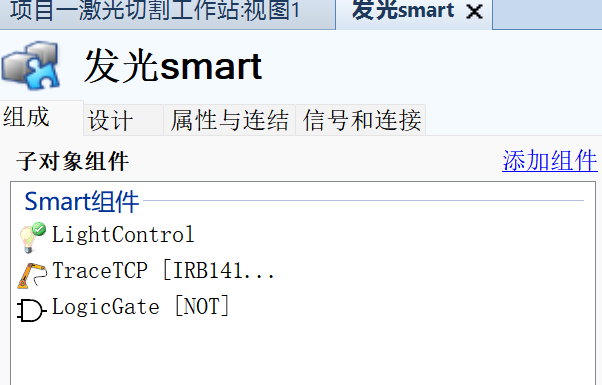 项目一激光切割工作站:视图1
发光smart
发光smart
组成 设计 属性与连结 信号和连接
子对象组件 添加组件
Smart组件
LightControl
TraceTCP [IRB141...
LogicGate [NOT]